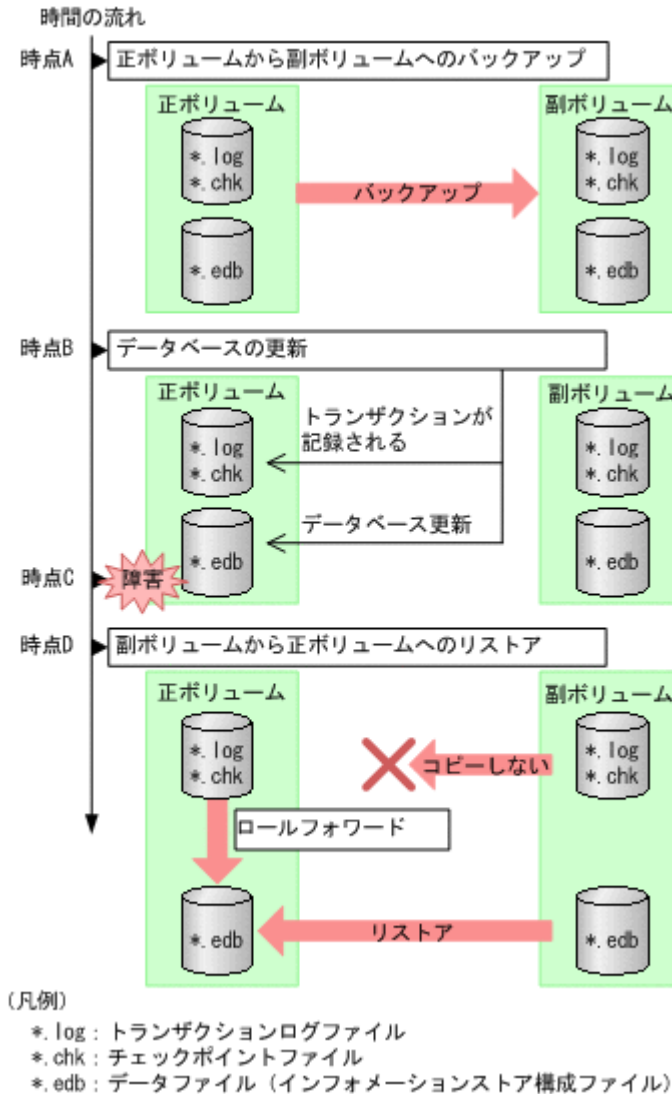 時間の流れ
時点A
正ボリュームから副ボリュームへのバックアップ
正ボリューム
副ボリューム
*.log
*.chk
バックアップ
*.log
*.chk
*.edb
*.edb
時点B
データベースの更新
正ボリューム
副ボリューム
トランザクションが
記録される
*.log
*.chk
*.log
*.chk
データベース更新
*.edb
*.edb
時点C
障害
時点D
副ボリュームから正ボリュームへのリストア
正ボリューム
副ボリューム
*.log
*.chk
コピーしない
*.log
*.chk
ロールフォワード
*.edb
リストア
*.edb
(凡例)
*.log:トランザクションログファイル
*.chk:チェックポイントファイル
*.edb:データファイル(インフォメーションストア構成ファイル)